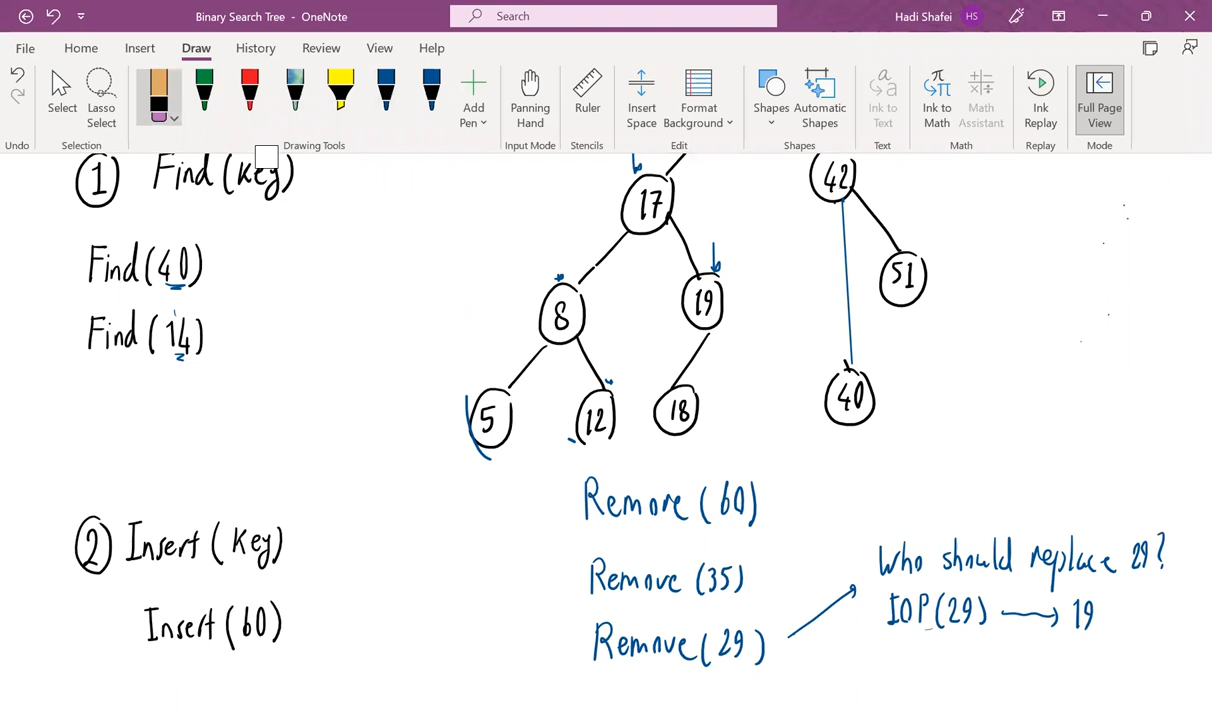 Binary Search Tree - OneNote
Search
Hadi Shafei
HS
File
Home
Insert
Draw
History
Review
View
Help
Select
Lasso Select
Add Pen
Panning Hand
Ruler
Insert Space
Format Background
Shapes
Automatic Shapes
Ink to Text
Ink to Math
Math Assistant
Ink Replay
Full Page View
Undo
Selection
Drawing Tools
Input Mode
Stencils
Edit
Shapes
Text
Math
Replay
Mode
1 Find(Key)
Find(40)
Find(14)
17
42
8
19
51
5
12
18
40
2 Insert(Key)
Insert(60)
Remove(60)
Remove(35)
Remove(29)
Who should replace 29?
IOP(29) → 19